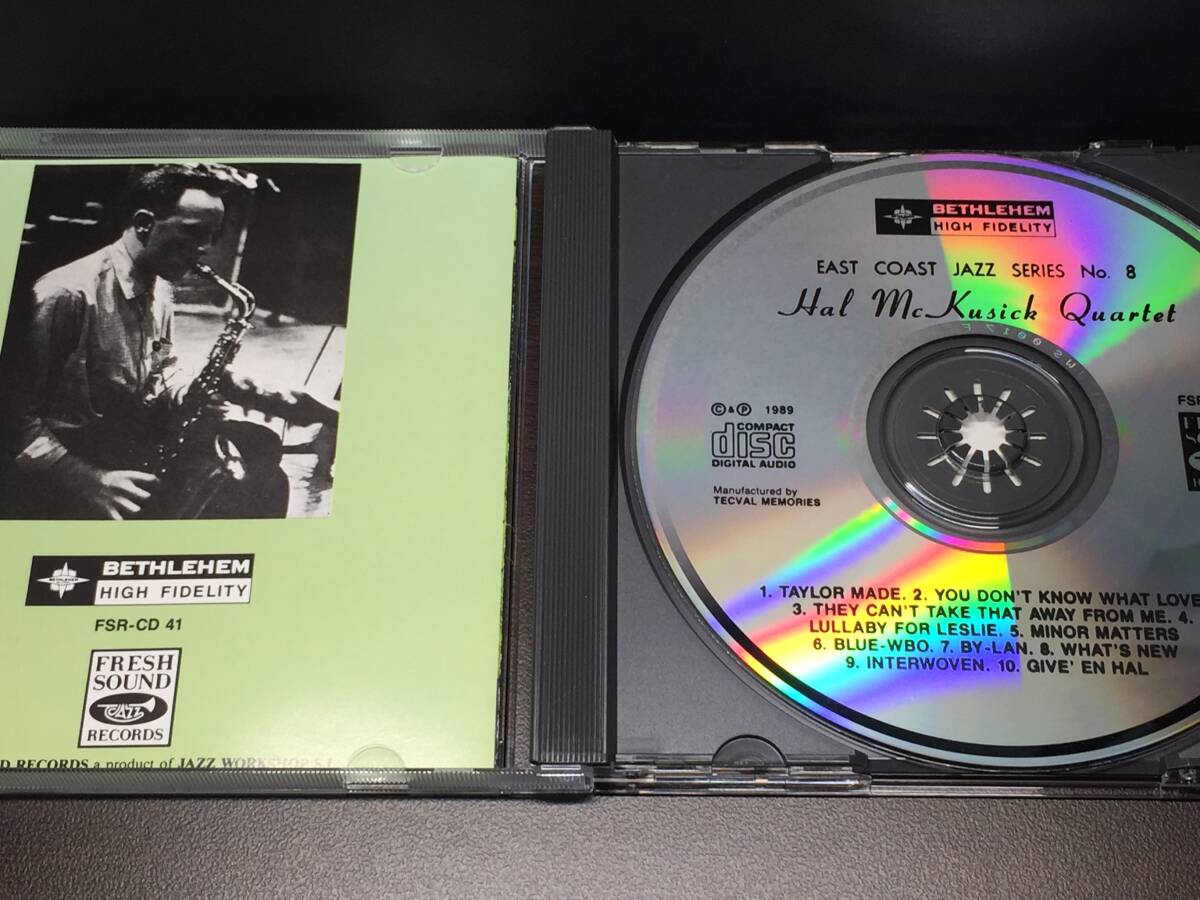 BETHLEHEM
HIGH FIDELITY
FSR-CD 41
FRESH
SOUND
JAZZ
RECORDS
D RECORDS a product of JAZZ WORKSHOP S.L.
BETHLEHEM
HIGH FIDELITY
EAST COAST JAZZ SERIES No. 8
Hal McKusick Quartet
WS 0017 F
FSR
© & ℗ 1989
COMPACT
disc
DIGITAL AUDIO
Manufactured by
TECVAL MEMORIES
1. TAYLOR MADE. 2. YOU DON'T KNOW WHAT LOVE
3. THEY CAN'T TAKE THAT AWAY FROM ME. 4.
LULLABY FOR LESLIE. 5. MINOR MATTERS
6. BLUE-WBO. 7. BY-LAN. 8. WHAT'S NEW
9. INTERWOVEN. 10. GIVE' EN HAL